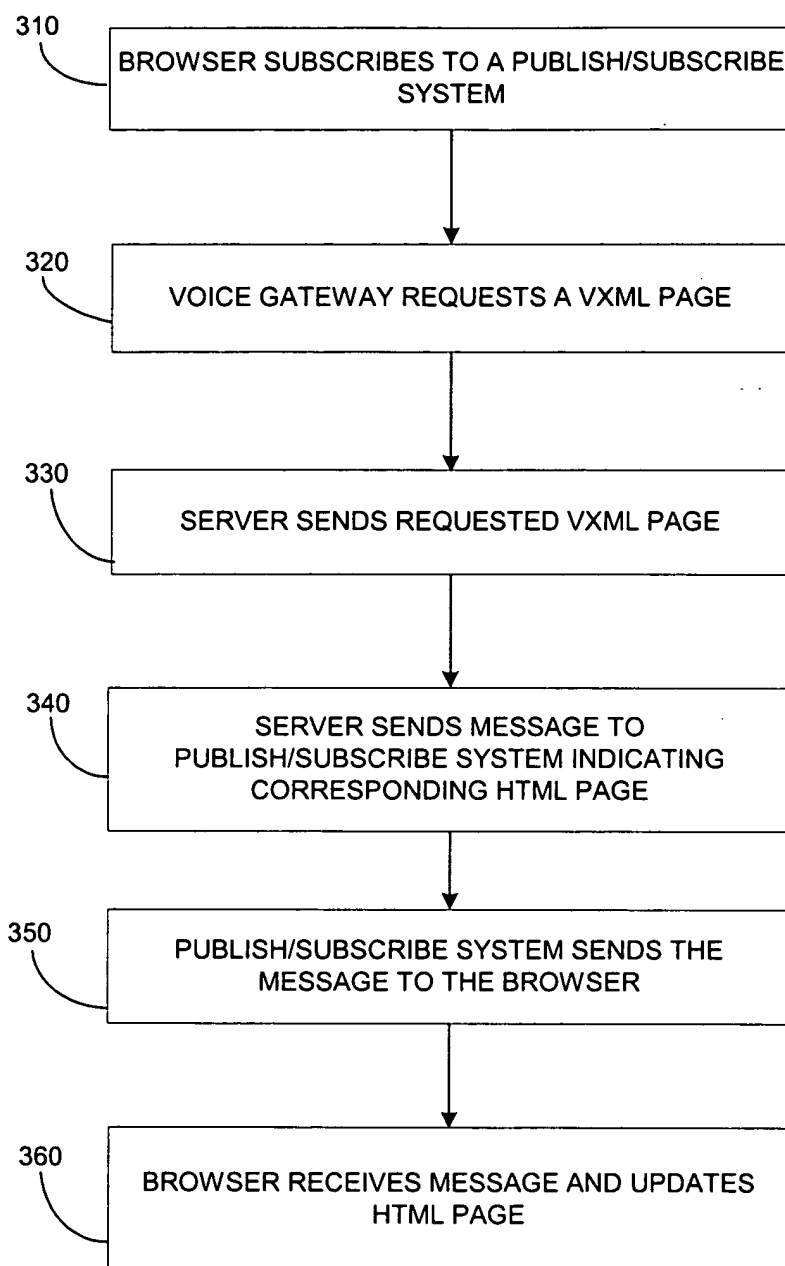 310
BROWSER SUBSCRIBES TO A PUBLISH/SUBSCRIBE
SYSTEM
320
VOICE GATEWAY REQUESTS A VXML PAGE
330
SERVER SENDS REQUESTED VXML PAGE
340
SERVER SENDS MESSAGE TO
PUBLISH/SUBSCRIBE SYSTEM INDICATING
CORRESPONDING HTML PAGE
350
PUBLISH/SUBSCRIBE SYSTEM SENDS THE
MESSAGE TO THE BROWSER
360
BROWSER RECEIVES MESSAGE AND UPDATES
HTML PAGE